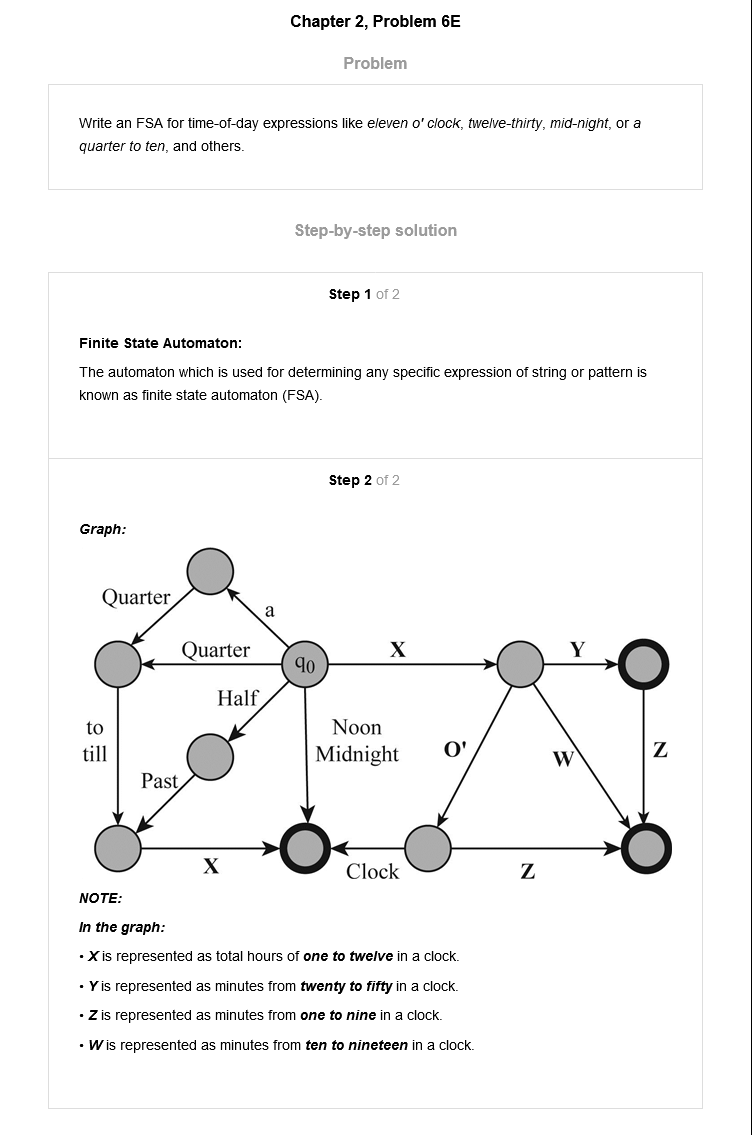 Chapter 2, Problem 6E
Problem
Write an FSA for time-of-day expressions like eleven o' clock, twelve-thirty, mid-night, or a
quarter to ten, and others.
Step-by-step solution
Step 1 of 2
Finite State Automaton:
The automaton which is used for determining any specific expression of string or pattern is
known as finite state automaton (FSA).
Step 2 of 2
Graph:
Quarter
a
Quarter
q0
X
Y
Half
to
till
Noon
Midnight
O'
W
Z
Past
X
Clock
Z
NOTE:
In the graph:
• X is represented as total hours of one to twelve in a clock.
• Y is represented as minutes from twenty to fifty in a clock.
• Z is represented as minutes from one to nine in a clock.
• W is represented as minutes from ten to nineteen in a clock.